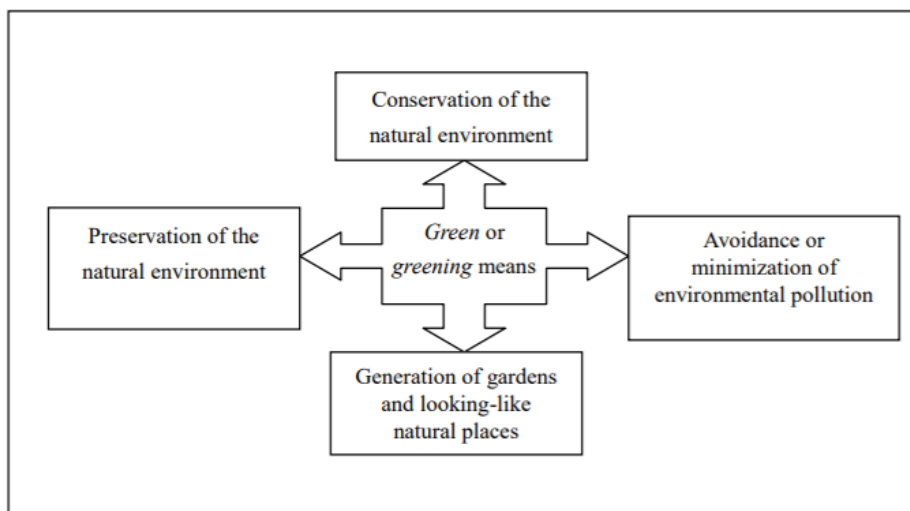 Conservation of the
natural environment
Preservation of the
natural environment
Green or
greening means
Avoidance or
minimization of
environmental pollution
Generation of gardens
and looking-like
natural places